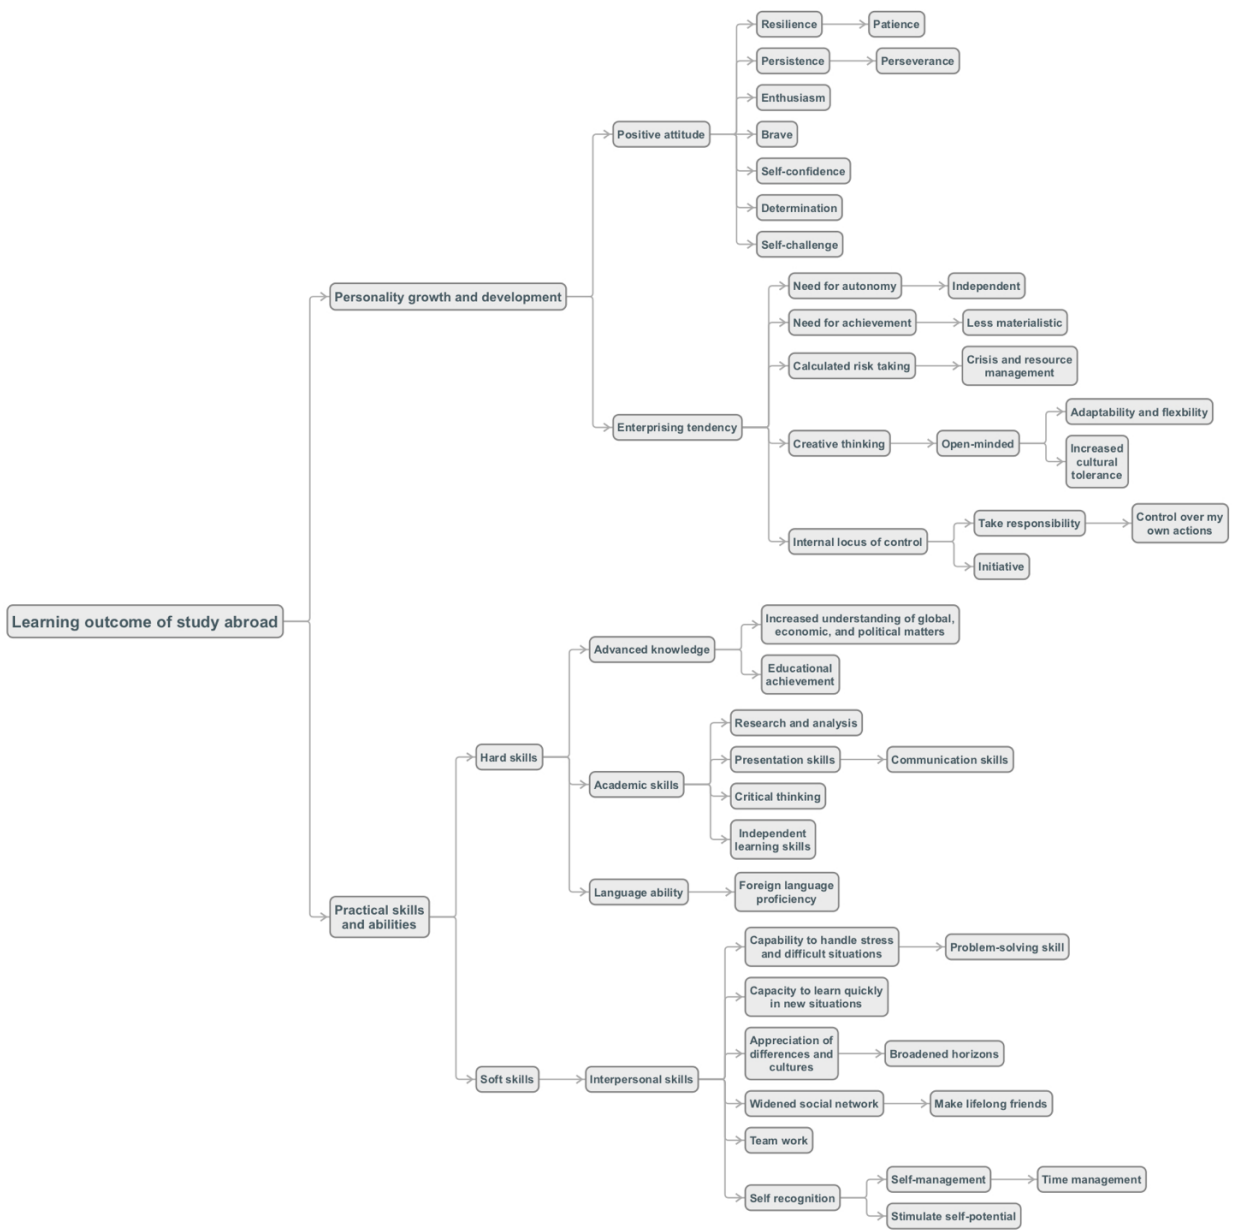 Learning outcome of study abroad
Personality growth and development
Positive attitude
Resilience
Patience
Persistence
Perseverance
Enthusiasm
Brave
Self-confidence
Determination
Self-challenge
Enterprising tendency
Need for autonomy
Independent
Need for achievement
Less materialistic
Calculated risk taking
Crisis and resource
management
Creative thinking
Open-minded
Adaptability and flexbility
Increased
cultural
tolerance
Internal locus of control
Take responsibility
Control over my
own actions
Initiative
Practical skills
and abilities
Hard skills
Advanced knowledge
Increased understanding of global,
economic, and political matters
Educational
achievement
Academic skills
Research and analysis
Presentation skills
Communication skills
Critical thinking
Independent
learning skills
Language ability
Foreign language
proficiency
Soft skills
Interpersonal skills
Capability to handle stress
and difficult situations
Problem-solving skill
Capacity to learn quickly
in new situations
Appreciation of
differences and
cultures
Broadened horizons
Widened social network
Make lifelong friends
Team work
Self recognition
Self-management
Time management
Stimulate self-potential